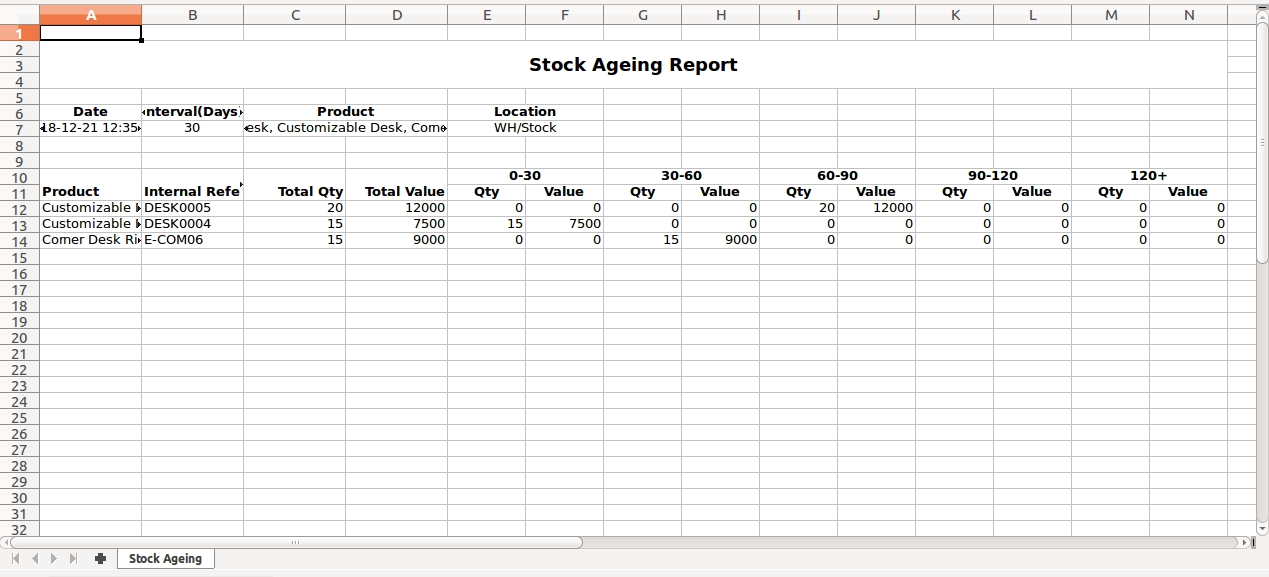 A B C D E F G H I J K L M N
1
2
3 Stock Ageing Report
4
5
6 Date Interval(Days) Product Location
7 18-12-21 12:35 30 esk, Customizable Desk, Com WH/Stock
8
9
10 0-30 30-60 60-90 90-120 120+
11 Product Internal Refe Total Qty Total Value Qty Value Qty Value Qty Value Qty Value Qty Value
12 Customizable DESK0005 20 12000 0 0 0 0 20 12000 0 0 0 0
13 Customizable DESK0004 15 7500 15 7500 0 0 0 0 0 0 0 0
14 Comer Desk Ri E-COM06 15 9000 0 0 15 9000 0 0 0 0 0 0
15
16
17
18
19
20
21
22
23
24
25
26
27
28
29
30
31
32
Stock Ageing